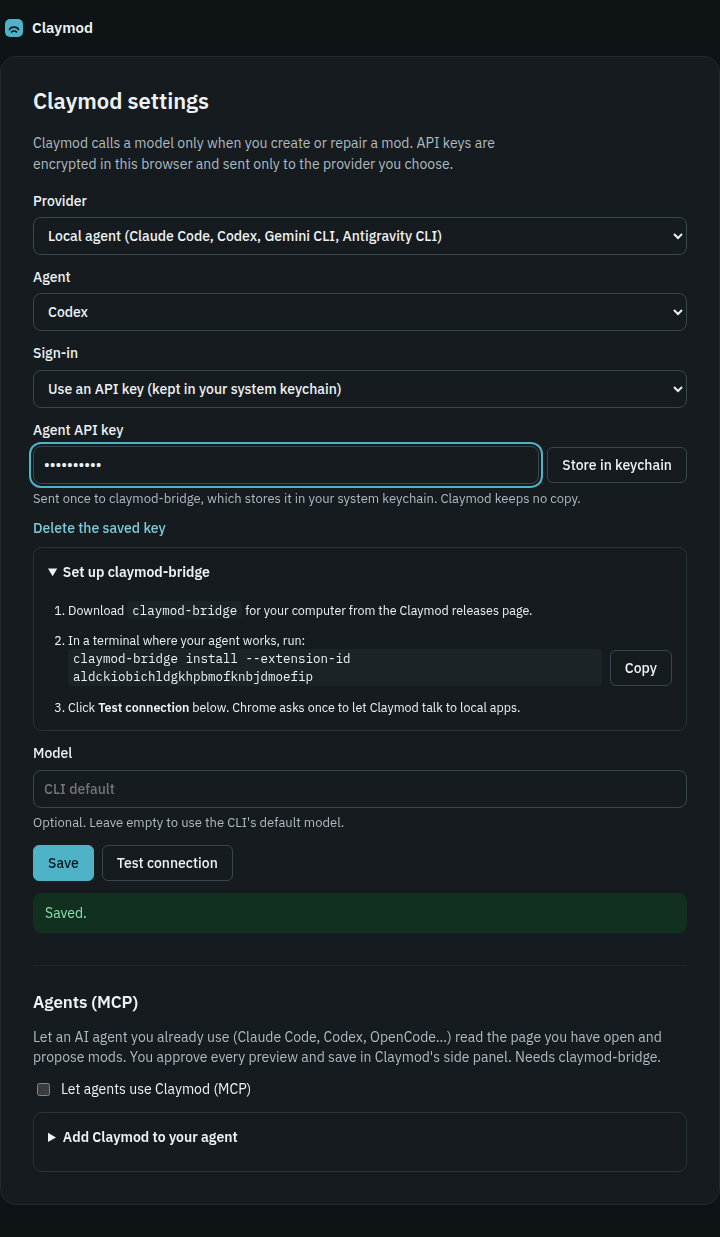 Claymod
Claymod settings
Claymod calls a model only when you create or repair a mod. API keys are
encrypted in this browser and sent only to the provider you choose.
Provider
Local agent (Claude Code, Codex, Gemini CLI, Antigravity CLI)
Agent
Codex
Sign-in
Use an API key (kept in your system keychain)
Agent API key
••••••••••
Store in keychain
Sent once to claymod-bridge, which stores it in your system keychain. Claymod keeps no copy.
Delete the saved key
▼ Set up claymod-bridge
1. Download claymod-bridge for your computer from the Claymod releases page.
2. In a terminal where your agent works, run:
claymod-bridge install --extension-id
aldckiobichldgkhpbmofknbjdmoefip
Copy
3. Click Test connection below. Chrome asks once to let Claymod talk to local apps.
Model
CLI default
Optional. Leave empty to use the CLI's default model.
Save
Test connection
Saved.
Agents (MCP)
Let an AI agent you already use (Claude Code, Codex, OpenCode...) read the page you have open and
propose mods. You approve every preview and save in Claymod's side panel. Needs claymod-bridge.
Let agents use Claymod (MCP)
▶ Add Claymod to your agent